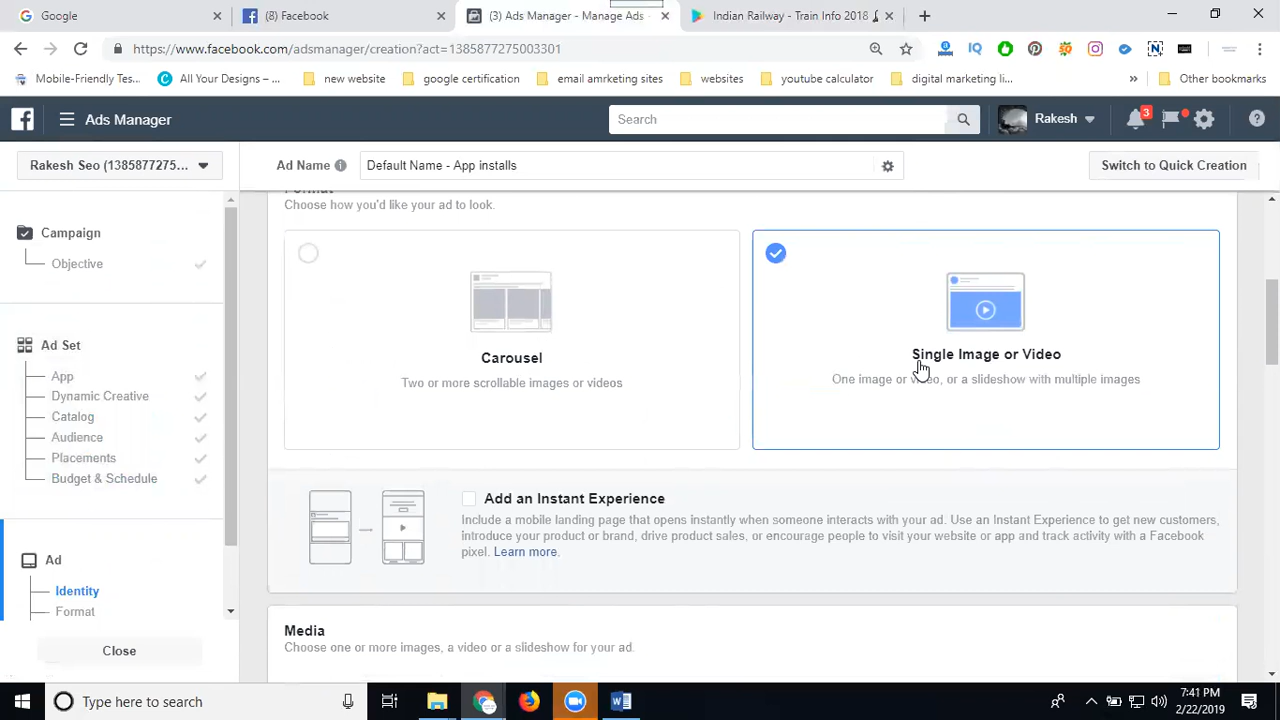 Google
(8) Facebook
(3) Ads Manager - Manage Ads
Indian Railway - Train Info 2018
https://www.facebook.com/adsmanager/creation?act=1385877275003301
Mobile-Friendly Tes...
All Your Designs – ...
new website
google certification
email amrketing sites
websites
youtube calculator
digital marketing li...
»
Other bookmarks
Ads Manager
Search
Rakesh
3
Rakesh Seo (1385877275...
Ad Name
Default Name - App installs
Switch to Quick Creation
Campaign
Objective
Ad Set
App
Dynamic Creative
Catalog
Audience
Placements
Budget & Schedule
Ad
Identity
Format
Close
Format
Choose how you'd like your ad to look.
Carousel
Two or more scrollable images or videos
Single Image or Video
One image or video, or a slideshow with multiple images
Add an Instant Experience
Include a mobile landing page that opens instantly when someone interacts with your ad. Use an Instant Experience to get new customers,
introduce your product or brand, drive product sales, or encourage people to visit your website or app and track activity with a Facebook
pixel. Learn more.
Media
Choose one or more images, a video or a slideshow for your ad.
Type here to search
7:41 PM
2/22/2019